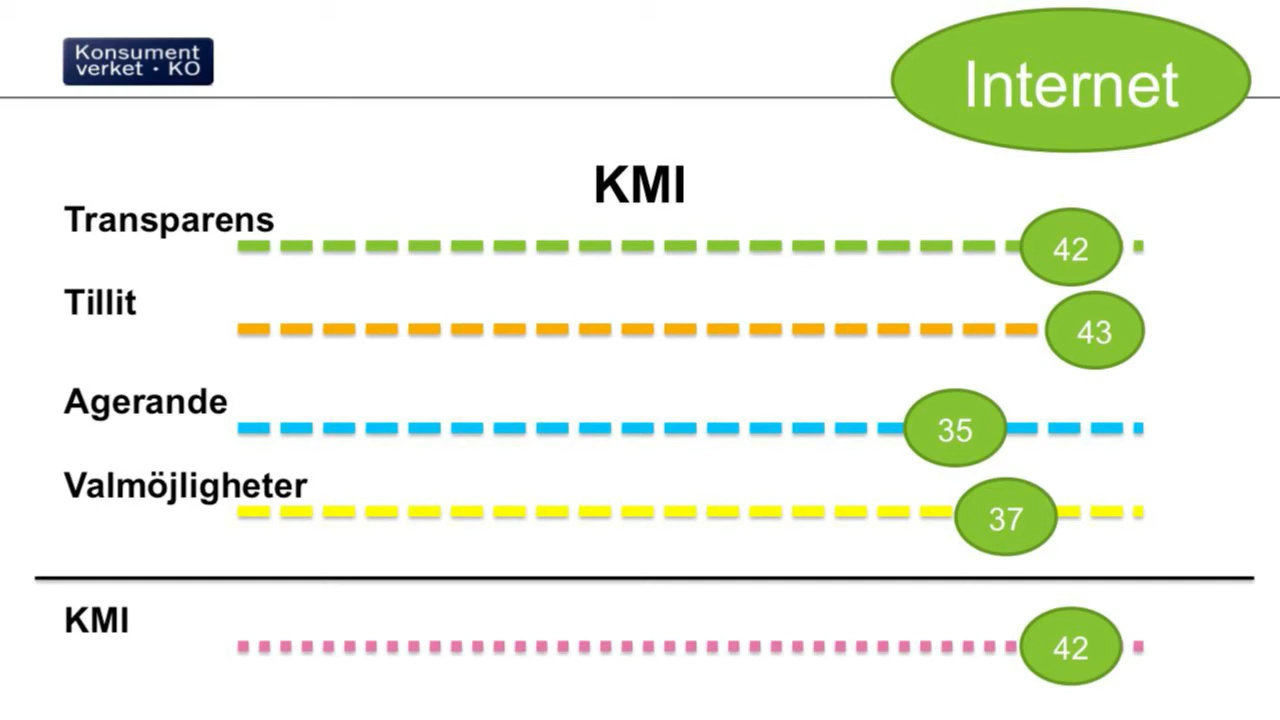 Konsument
verket · KO
Internet
KMI
Transparens
42
Tillit
43
Agerande
35
Valmöjligheter
37
KMI
42